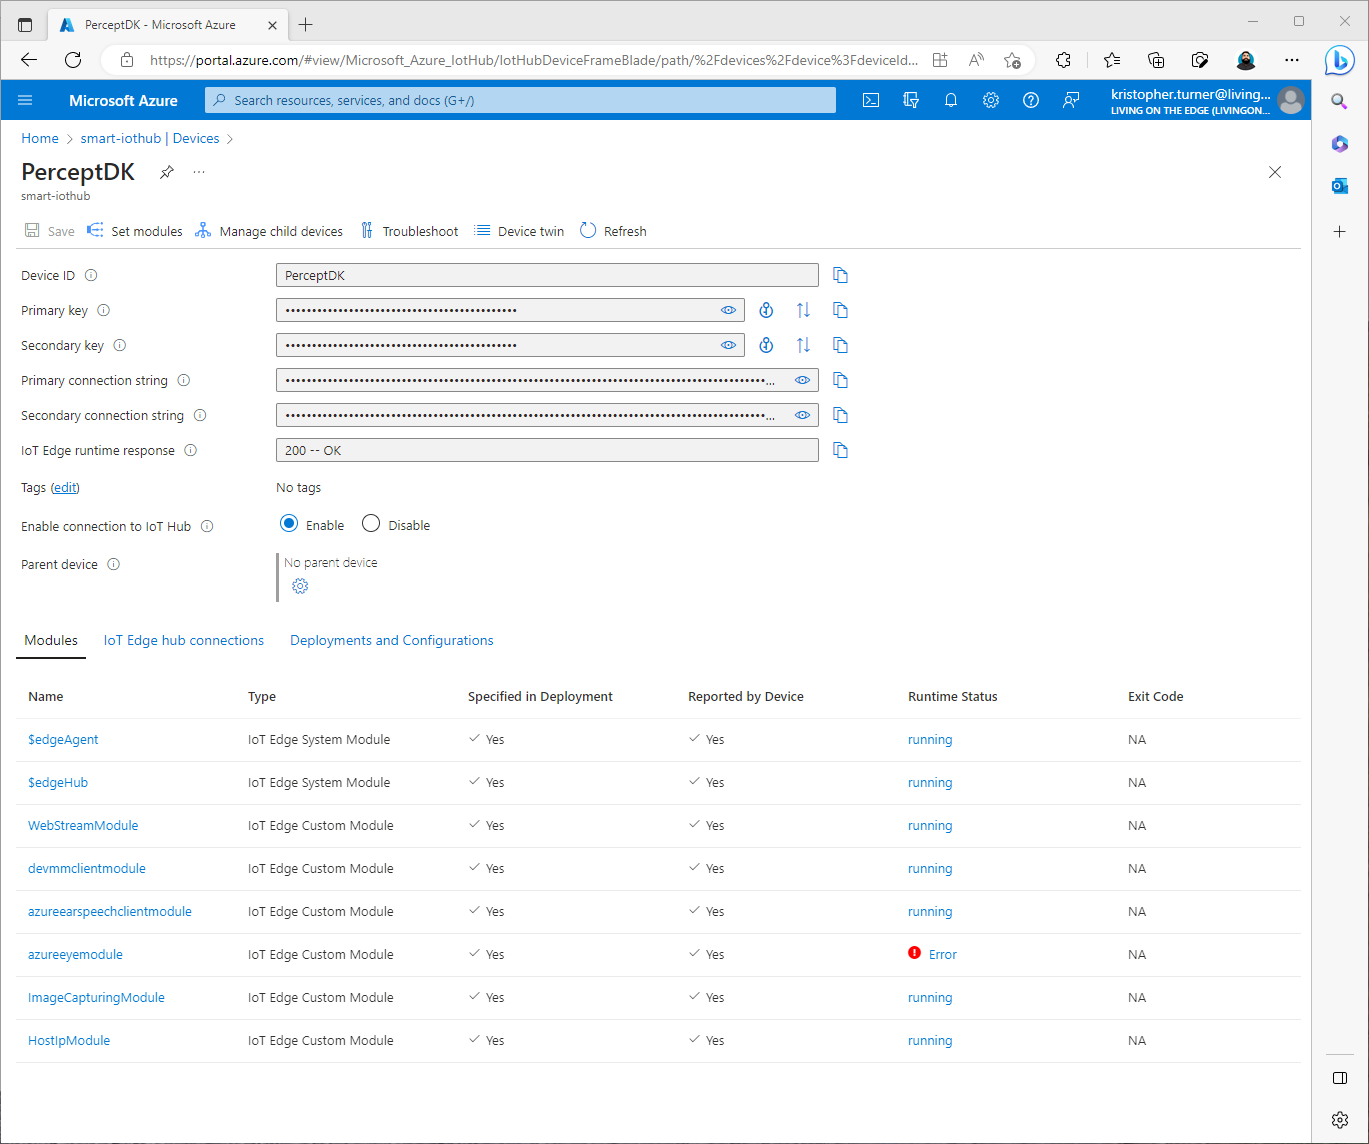 PerceptDK - Microsoft Azure
https://portal.azure.com/#view/Microsoft_Azure_IotHub/IotHubDeviceFrameBlade/path/%2Fdevices%2Fdevice%3FdeviceId...
Microsoft Azure
Search resources, services, and docs (G+/)
kristopher.turner@living...
LIVING ON THE EDGE (LIVINGON...
Home > smart-iothub | Devices >
PerceptDK
smart-iothub
Save Set modules Manage child devices Troubleshoot Device twin Refresh
Device ID PerceptDK
Primary key
Secondary key
Primary connection string ...
Secondary connection string ...
IoT Edge runtime response 200 -- OK
Tags (edit) No tags
Enable connection to IoT Hub Enable Disable
Parent device No parent device
Modules IoT Edge hub connections Deployments and Configurations
Name Type Specified in Deployment Reported by Device Runtime Status Exit Code
$edgeAgent IoT Edge System Module Yes Yes running NA
$edgeHub IoT Edge System Module Yes Yes running NA
WebStreamModule IoT Edge Custom Module Yes Yes running NA
devmmclientmodule IoT Edge Custom Module Yes Yes running NA
azureearspeechclientmodule IoT Edge Custom Module Yes Yes running NA
azureeyemodule IoT Edge Custom Module Yes Yes Error NA
ImageCapturingModule IoT Edge Custom Module Yes Yes running NA
HostIpModule IoT Edge Custom Module Yes Yes running NA